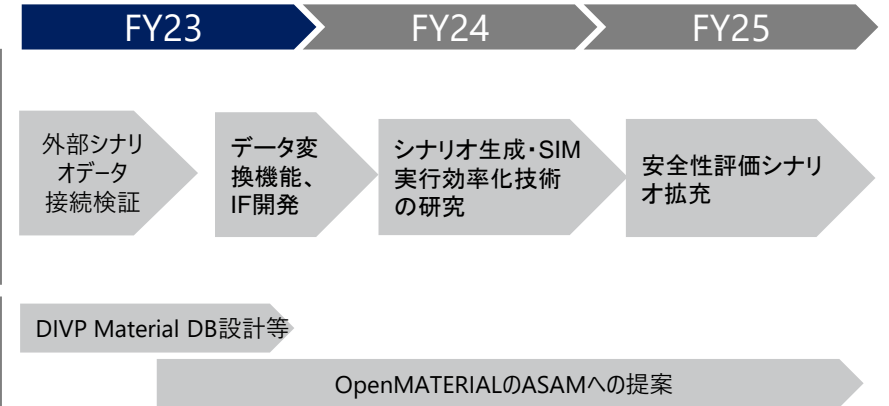 FY23
FY24
FY25
外部シナリ
オデータ
接続検証
データ変
換機能、
IF開発
シナリオ生成・SIM
実行効率化技術
の研究
安全性評価シナリ
オ拡充
DIVP Material DB設計等
OpenMATERIALのASAMへの提案